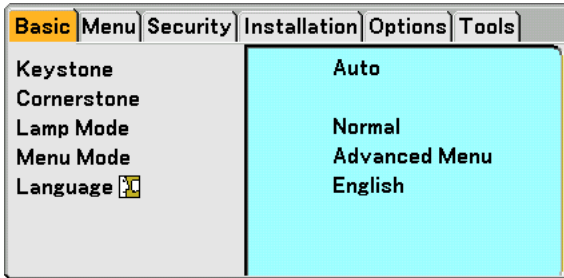 Basic Menu Security Installation Options Tools
Keystone Auto
Cornerstone
Lamp Mode Normal
Menu Mode Advanced Menu
Language English